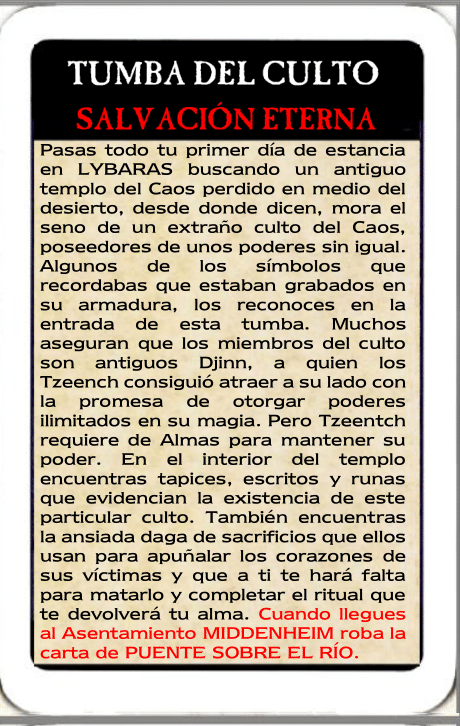 TUMBA DEL CULTO
SALVACIÓN ETERNA
Pasas todo tu primer día de estancia
en LYBARAS buscando un antiguo
templo del Caos perdido en medio del
desierto, desde donde dicen, mora el
seno de un extraño culto del Caos,
poseedores de unos poderes sin igual.
Algunos de los símbolos que
recordabas que estaban grabados en
su armadura, los reconoces en la
entrada de esta tumba. Muchos
aseguran que los miembros del culto
son antiguos Djinn, a quien los
Tzeench consiguió atraer a su lado con
la promesa de otorgar poderes
ilimitados en su magia. Pero Tzeentch
requiere de Almas para mantener su
poder. En el interior del templo
encuentras tapices, escritos y runas
que evidencian la existencia de este
particular culto. También encuentras
la ansiada daga de sacrificios que ellos
usan para apuñalar los corazones de
sus víctimas y que a ti te hará falta
para matarlo y completar el ritual que
te devolverá tu alma. Cuando llegues
al Asentamiento MIDDENHEIM roba la
carta de PUENTE SOBRE EL RÍO.